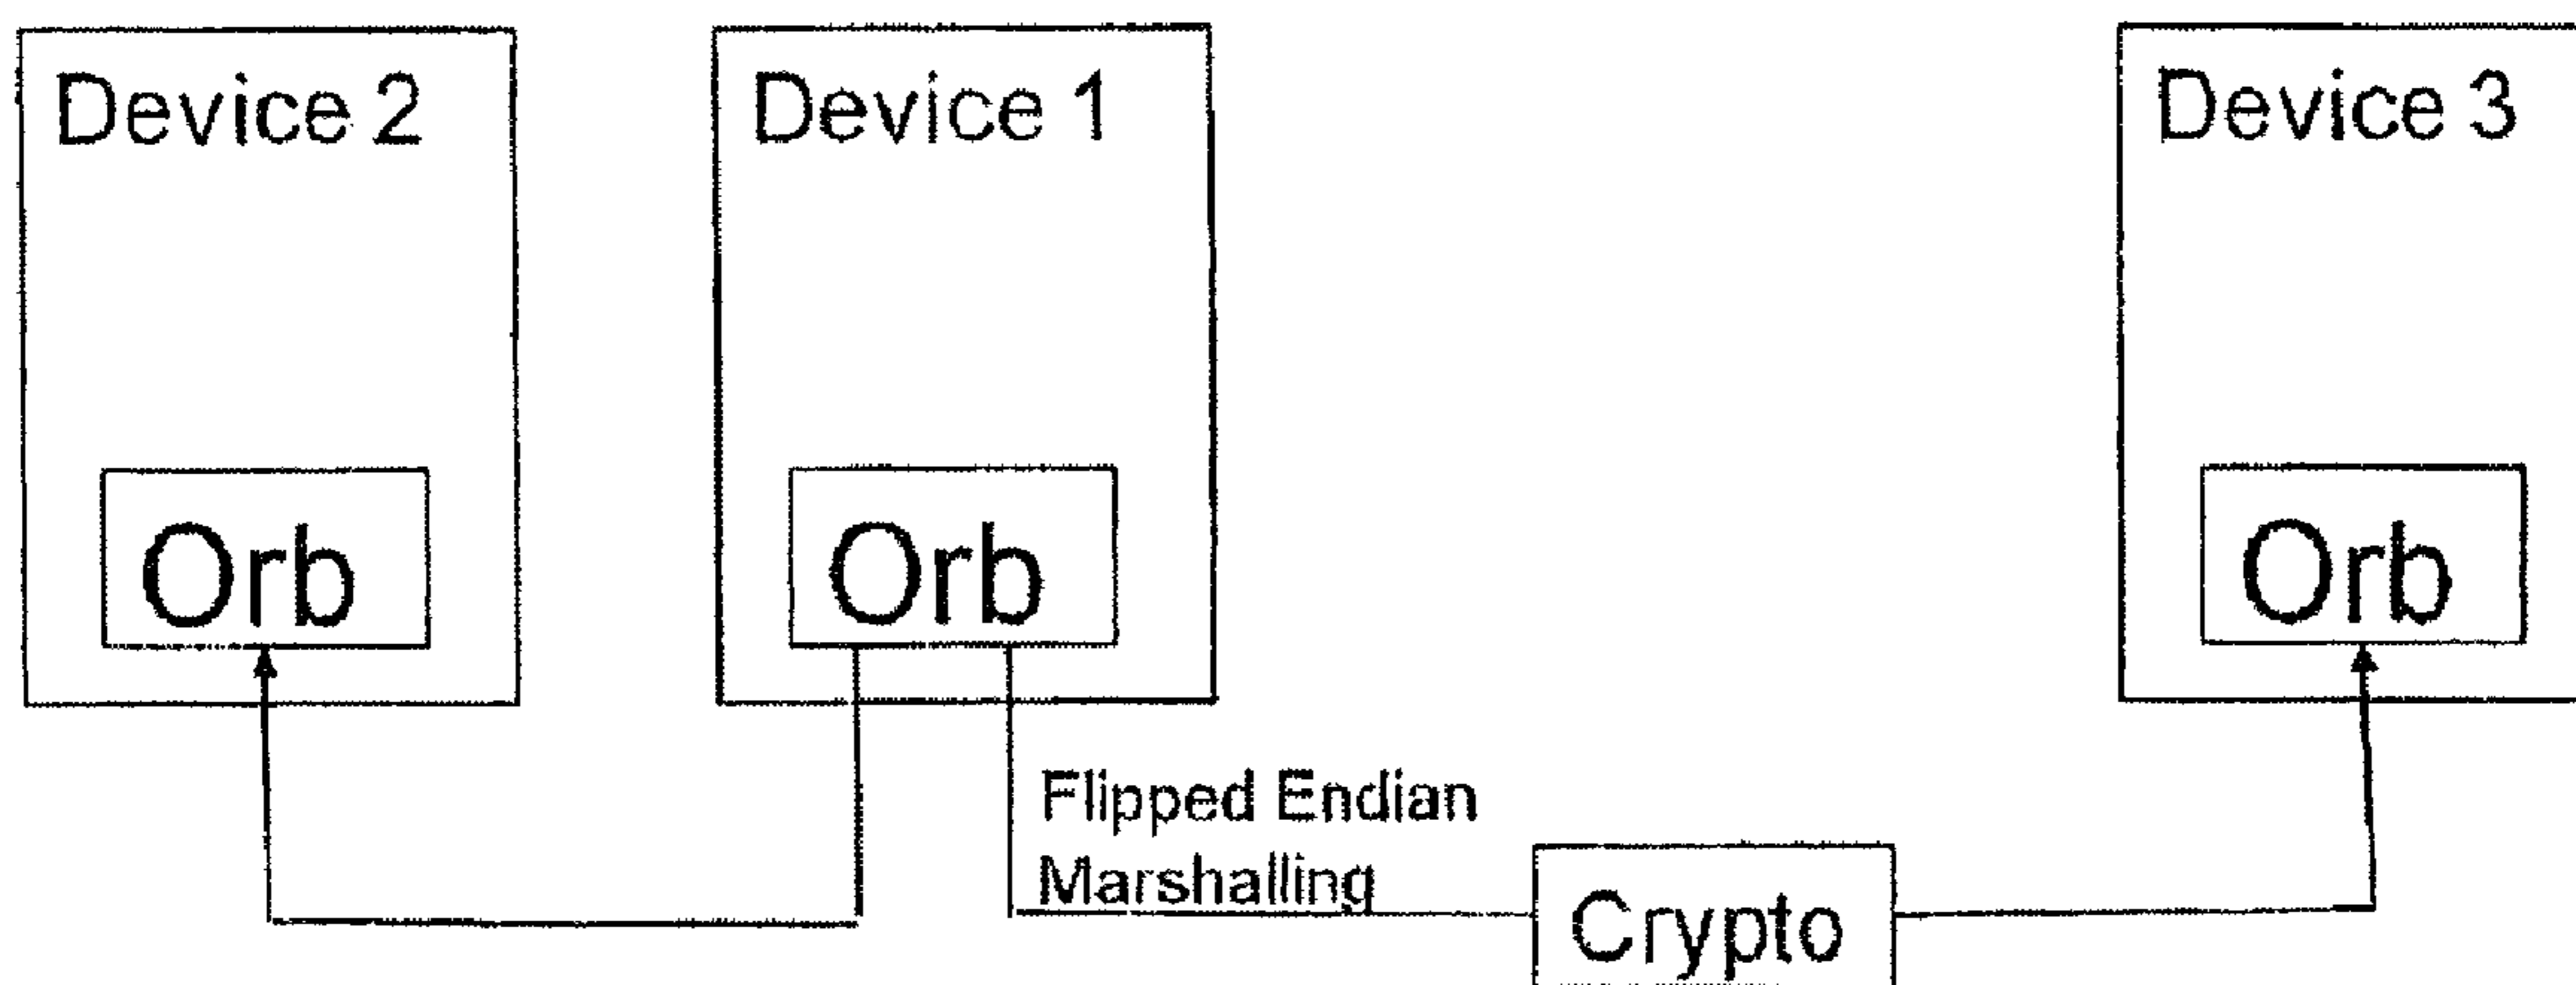 Device 2
Device 1
Device 3
Orb
Orb
Orb
Flipped Endian
Marshalling
Crypto